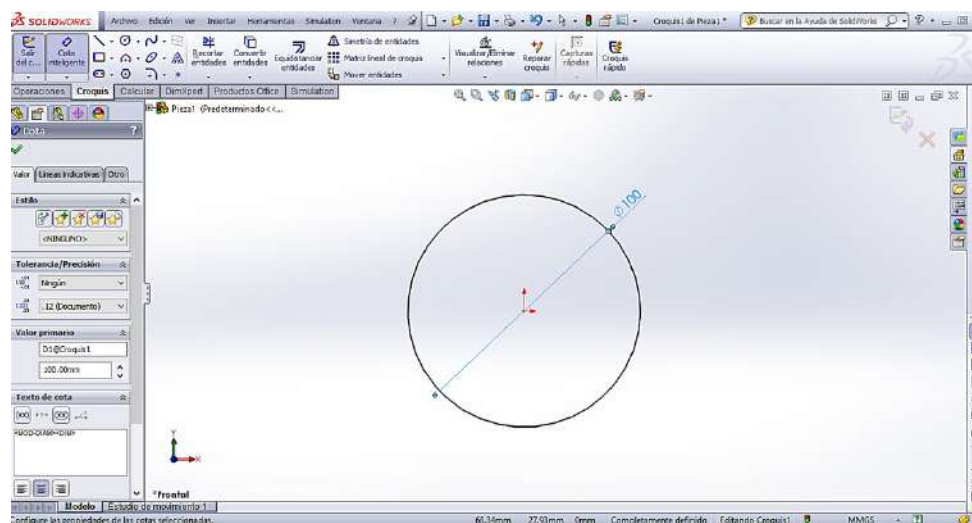 SOLIDWORKS Archivo Edición Ver Insertar Herramientas Simulation Ventana ? Croquis1 de Pieza1 * Buscar en la Ayuda de SolidWorks
Salir del c...
Cota inteligente
Recortar entidades
Convertir entidades
Equidistanciar entidades
Simetría de entidades
Matriz lineal de croquis
Mover entidades
Visualizar/Eliminar relaciones
Reparar croquis
Capturas rápidas
Croquis rápido
Operaciones Croquis Calcular DimXpert Productos Office Simulation
Pieza1 (Predeterminado<<...
Cota ?
Valor Líneas indicativas Otro
Estilo
<NINGUNO>
Tolerancia/Precisión
Ningún
.12 (Documento)
Valor primario
D1@Croquis1
100.00mm
Texto de cota
<MOD-DIAM><DIM>
∅100
Y
X
*Frontal
Modelo Estudio de movimiento 1
Configure las propiedades de las cotas seleccionadas. 27.93mm 0mm Completamente definido Editando Croquis1 MMGS